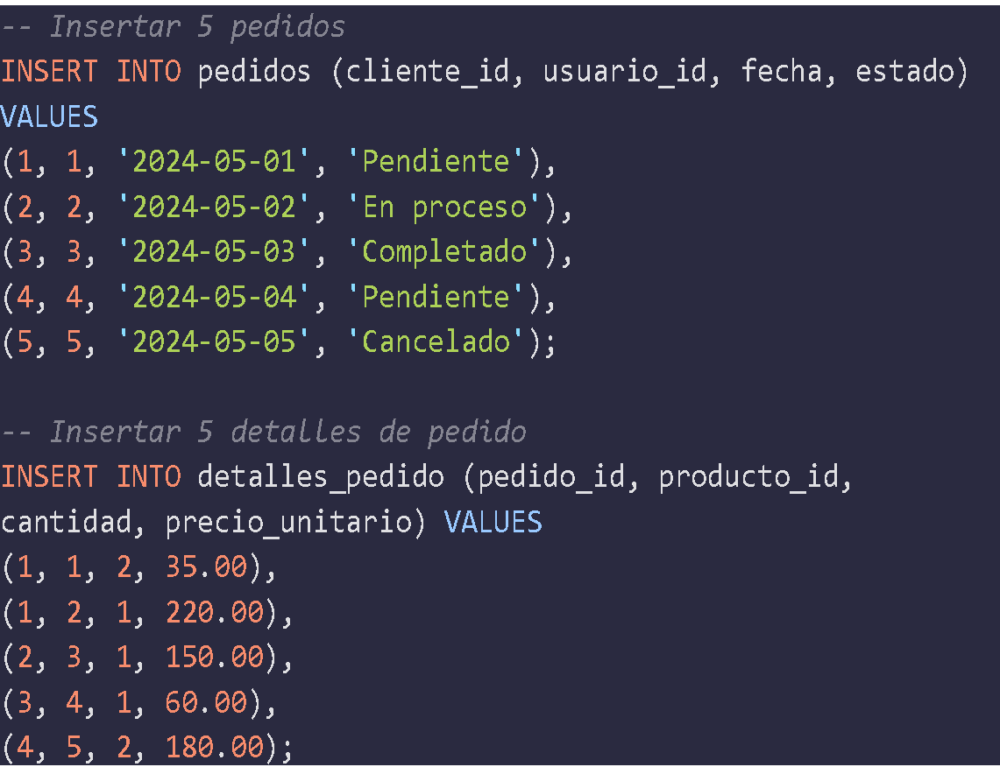 -- Insertar 5 pedidos
INSERT INTO pedidos (cliente_id, usuario_id, fecha, estado)
VALUES
(1, 1, '2024-05-01', 'Pendiente'),
(2, 2, '2024-05-02', 'En proceso'),
(3, 3, '2024-05-03', 'Completado'),
(4, 4, '2024-05-04', 'Pendiente'),
(5, 5, '2024-05-05', 'Cancelado');
-- Insertar 5 detalles de pedido
INSERT INTO detalles_pedido (pedido_id, producto_id,
cantidad, precio_unitario) VALUES
(1, 1, 2, 35.00),
(1, 2, 1, 220.00),
(2, 3, 1, 150.00),
(3, 4, 1, 60.00),
(4, 5, 2, 180.00);